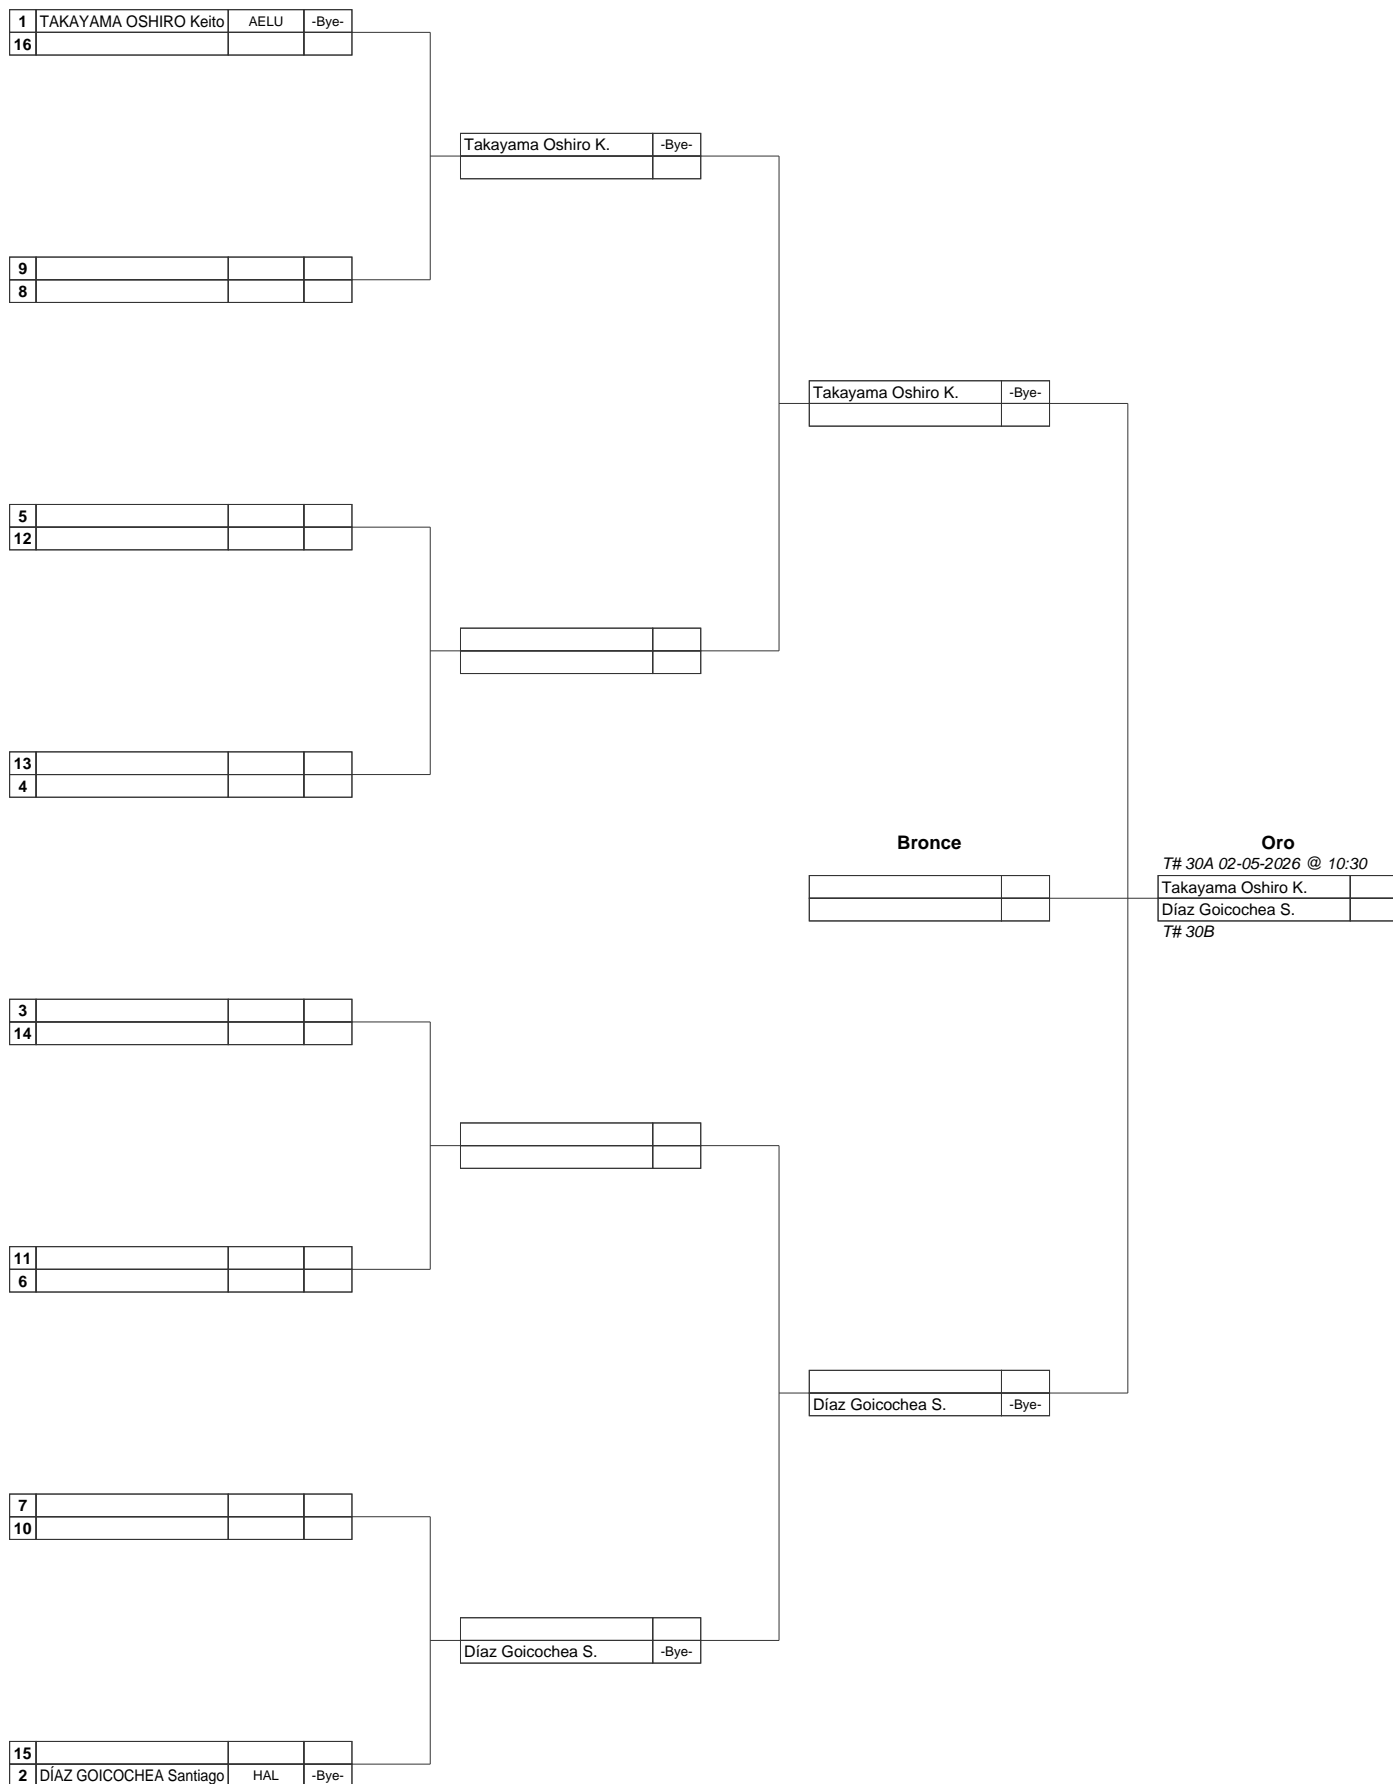 1 TAKAYAMA OSHIRO Keito AELU -Bye-
16
Takayama Oshiro K. -Bye-
9
8
Takayama Oshiro K. -Bye-
5
12
13
4
Bronce
Oro
T# 30A 02-05-2026 @ 10:30
Takayama Oshiro K.
Díaz Goicochea S.
T# 30B
3
14
11
6
Díaz Goicochea S. -Bye-
7
10
Díaz Goicochea S. -Bye-
15
2 DÍAZ GOICOCHEA Santiago HAL -Bye-